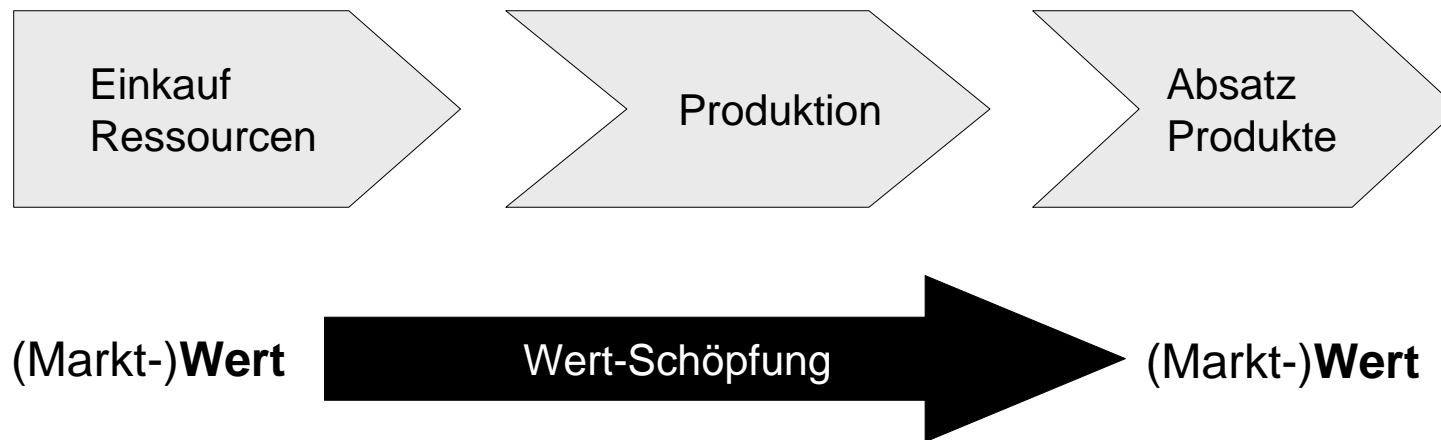 Einkauf
Ressourcen
Produktion
Absatz
Produkte
(Markt-)Wert
Wert-Schöpfung
(Markt-)Wert